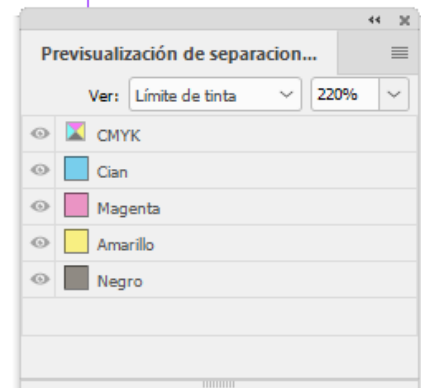 Previsualización de separacion...
Ver: Límite de tinta 220%
CMYK
Cian
Magenta
Amarillo
Negro